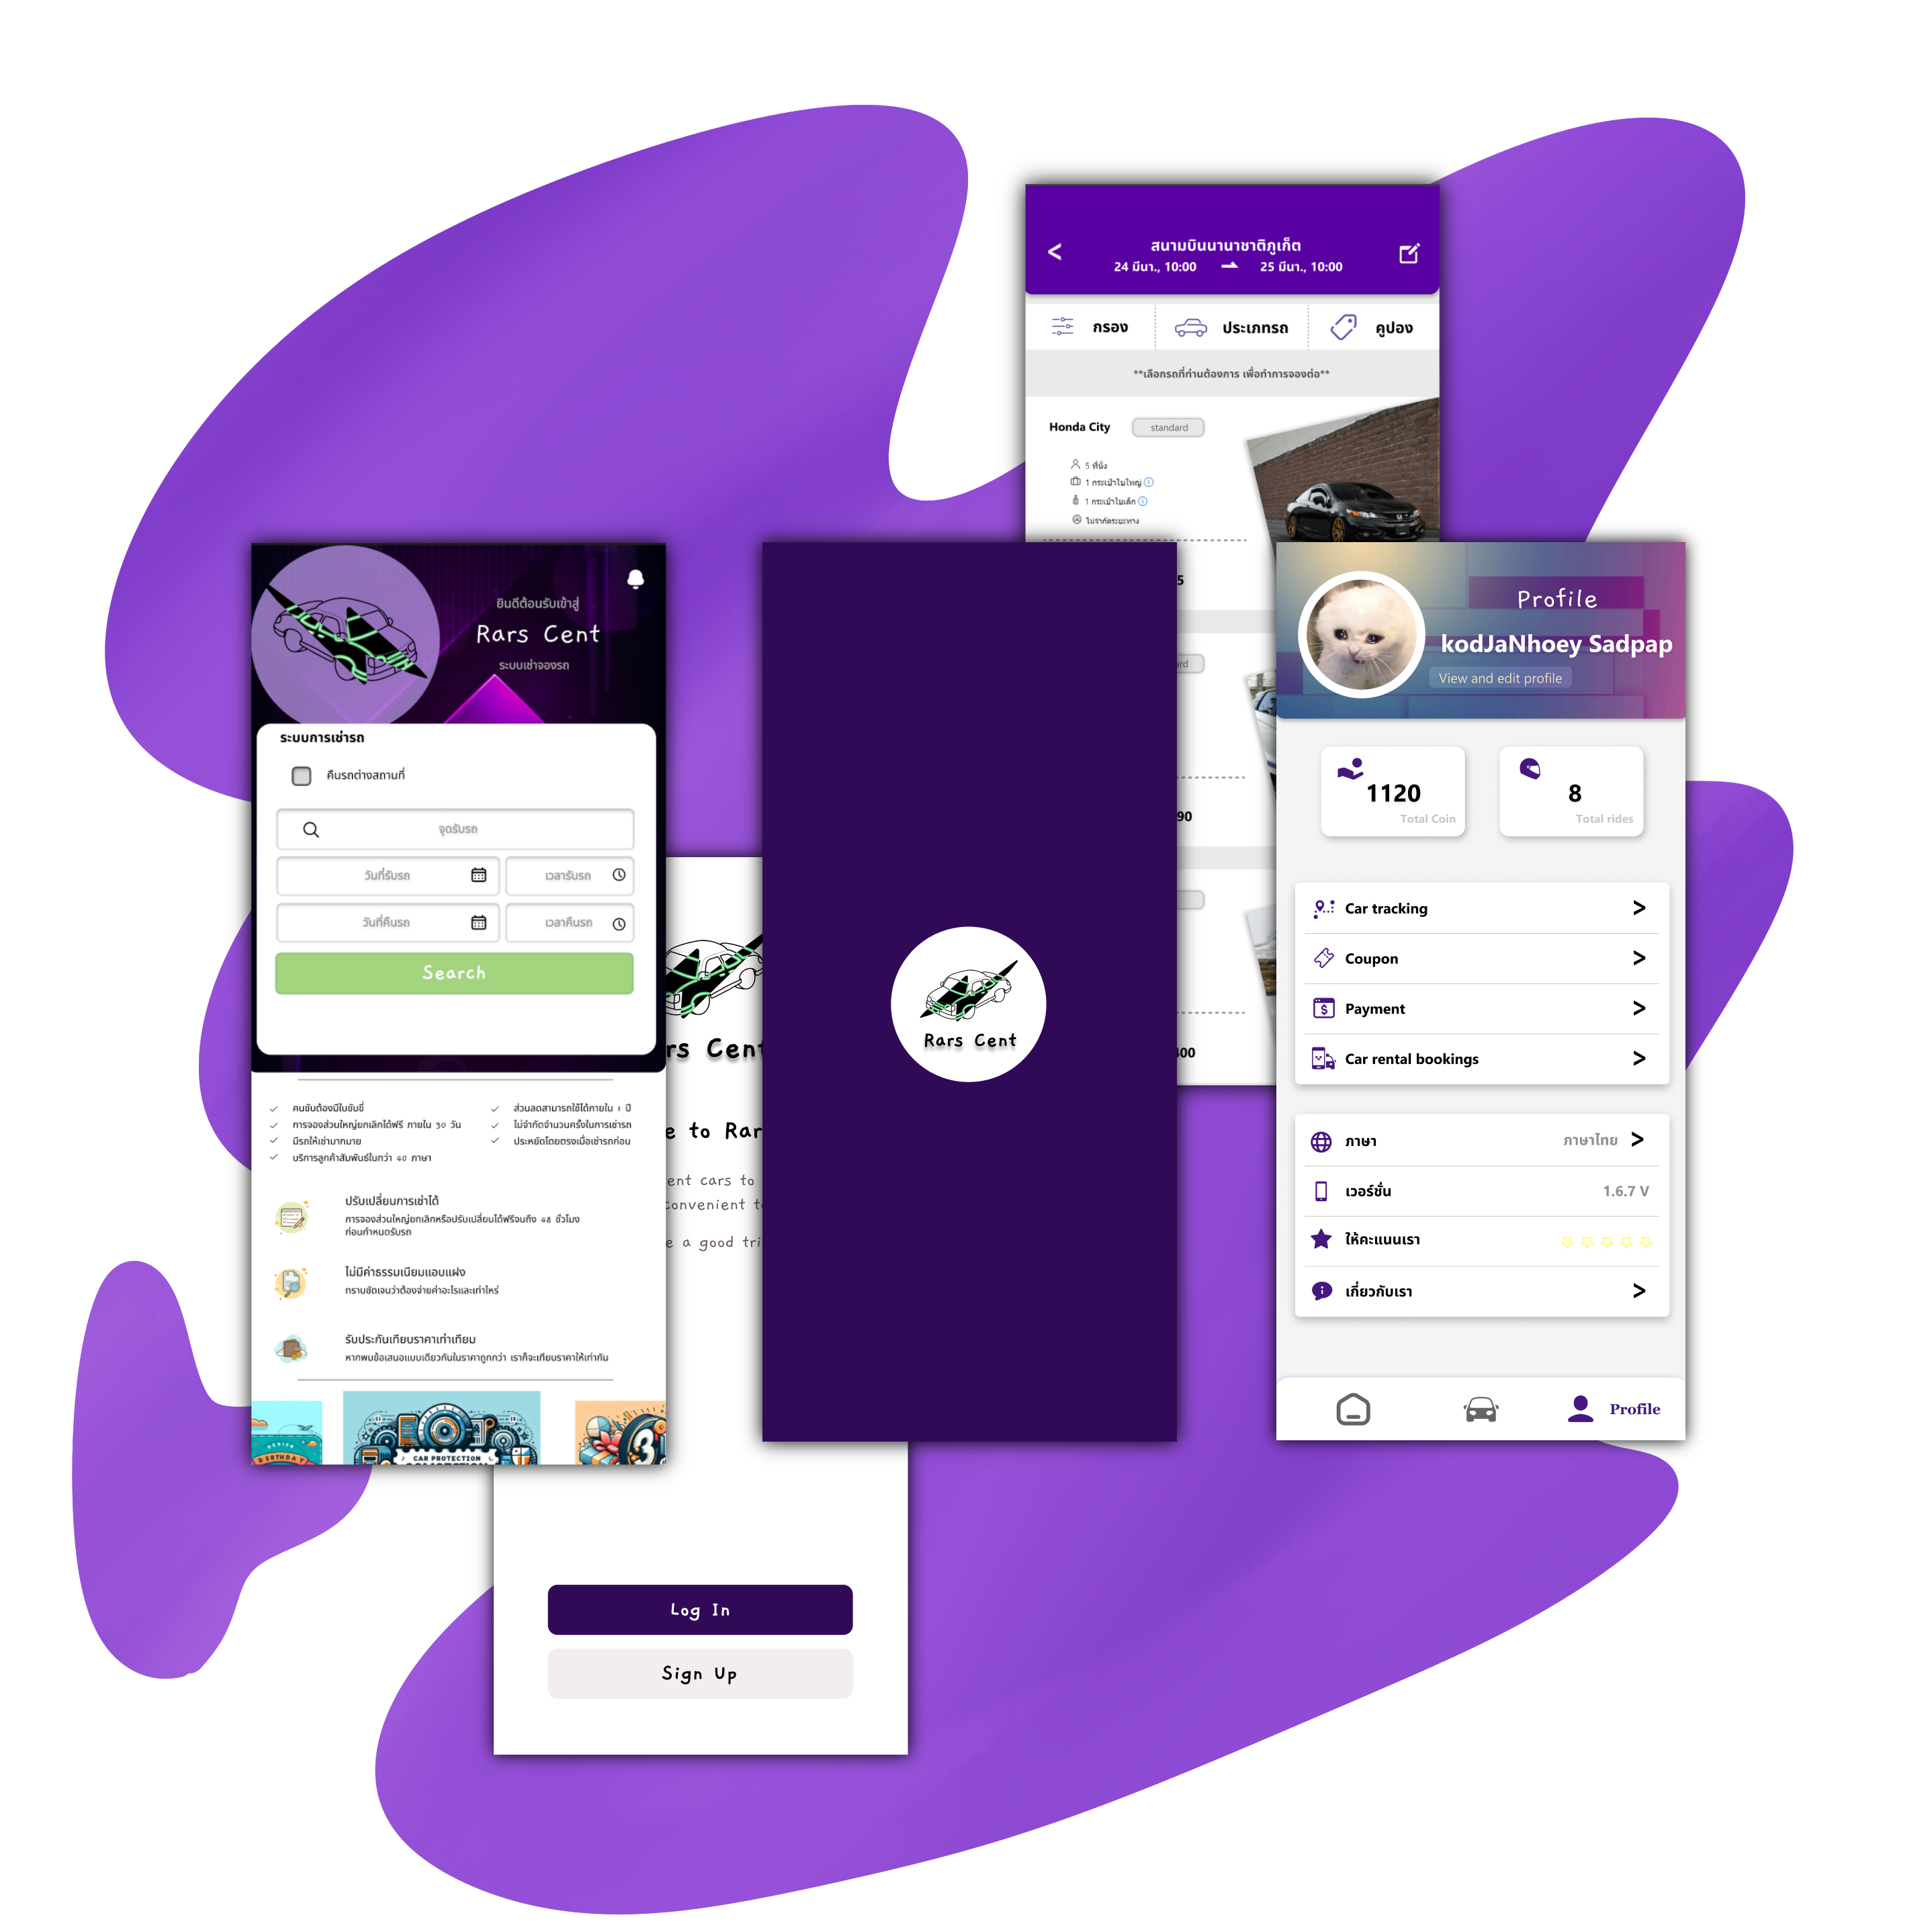 สนามบินนานาชาติภูเก็ต
<
24 มีนา., 10:00
25 มีนา., 10:00
กรอง
ประเภทรถ
คูปอง
**เลือกรถที่ท่านต้องการ เพื่อทำการจองต่อ**
Honda City
standard
5 ที่นั่ง
1 กระเป๋าใบใหญ่
1 กระเป๋าใบเล็ก
ไม่จำกัดระยะทาง
5
rd
90
400
ยินดีต้อนรับเข้าสู่
Rars Cent
ระบบเช่าจองรถ
ระบบการเช่ารถ
คืนรถต่างสถานที่
จุดรับรถ
วันที่รับรถ
เวลารับรถ
วันที่คืนรถ
เวลาคืนรถ
Search
คนขับต้องมีใบขับขี่
การจองส่วนใหญ่ยกเลิกได้ฟรี ภายใน 30 วัน
มีรถให้เช่ามากมาย
บริการลูกค้าสัมพันธ์ในกว่า 40 ภาษา
ส่วนลดสามารถใช้ได้ภายใน 1 ปี
ไม่จำกัดจำนวนครั้งในการเช่ารถ
ประหยัดโดยตรงเมื่อเช่ารถก่อน
ปรับเปลี่ยนการเช่าได้
การจองส่วนใหญ่ยกเลิกหรือปรับเปลี่ยนได้ฟรีจนถึง 48 ชั่วโมง
ก่อนกำหนดรับรถ
ไม่มีค่าธรรมเนียมแอบแฝง
ทราบชัดเจนว่าต้องจ่ายค่าอะไรและเท่าไหร่
รับประกันเทียบราคาเท่าเทียม
หากพบข้อเสนอแบบเดียวกันในราคาถูกกว่า เราก็จะเทียบราคาให้เท่ากัน
DESIGN
BIRTHDAY
CAR PROTECTION
3
rs Cent
e to Rar
ent cars to
convenient t
e a good tri
Log In
Sign Up
Rars Cent
Profile
kodJaNhoey Sadpap
View and edit profile
1120
Total Coin
8
Total rides
Car tracking >
Coupon >
Payment >
Car rental bookings >
ภาษา ภาษาไทย >
เวอร์ชั่น 1.6.7 V
ให้คะแนนเรา
เกี่ยวกับเรา >
Profile